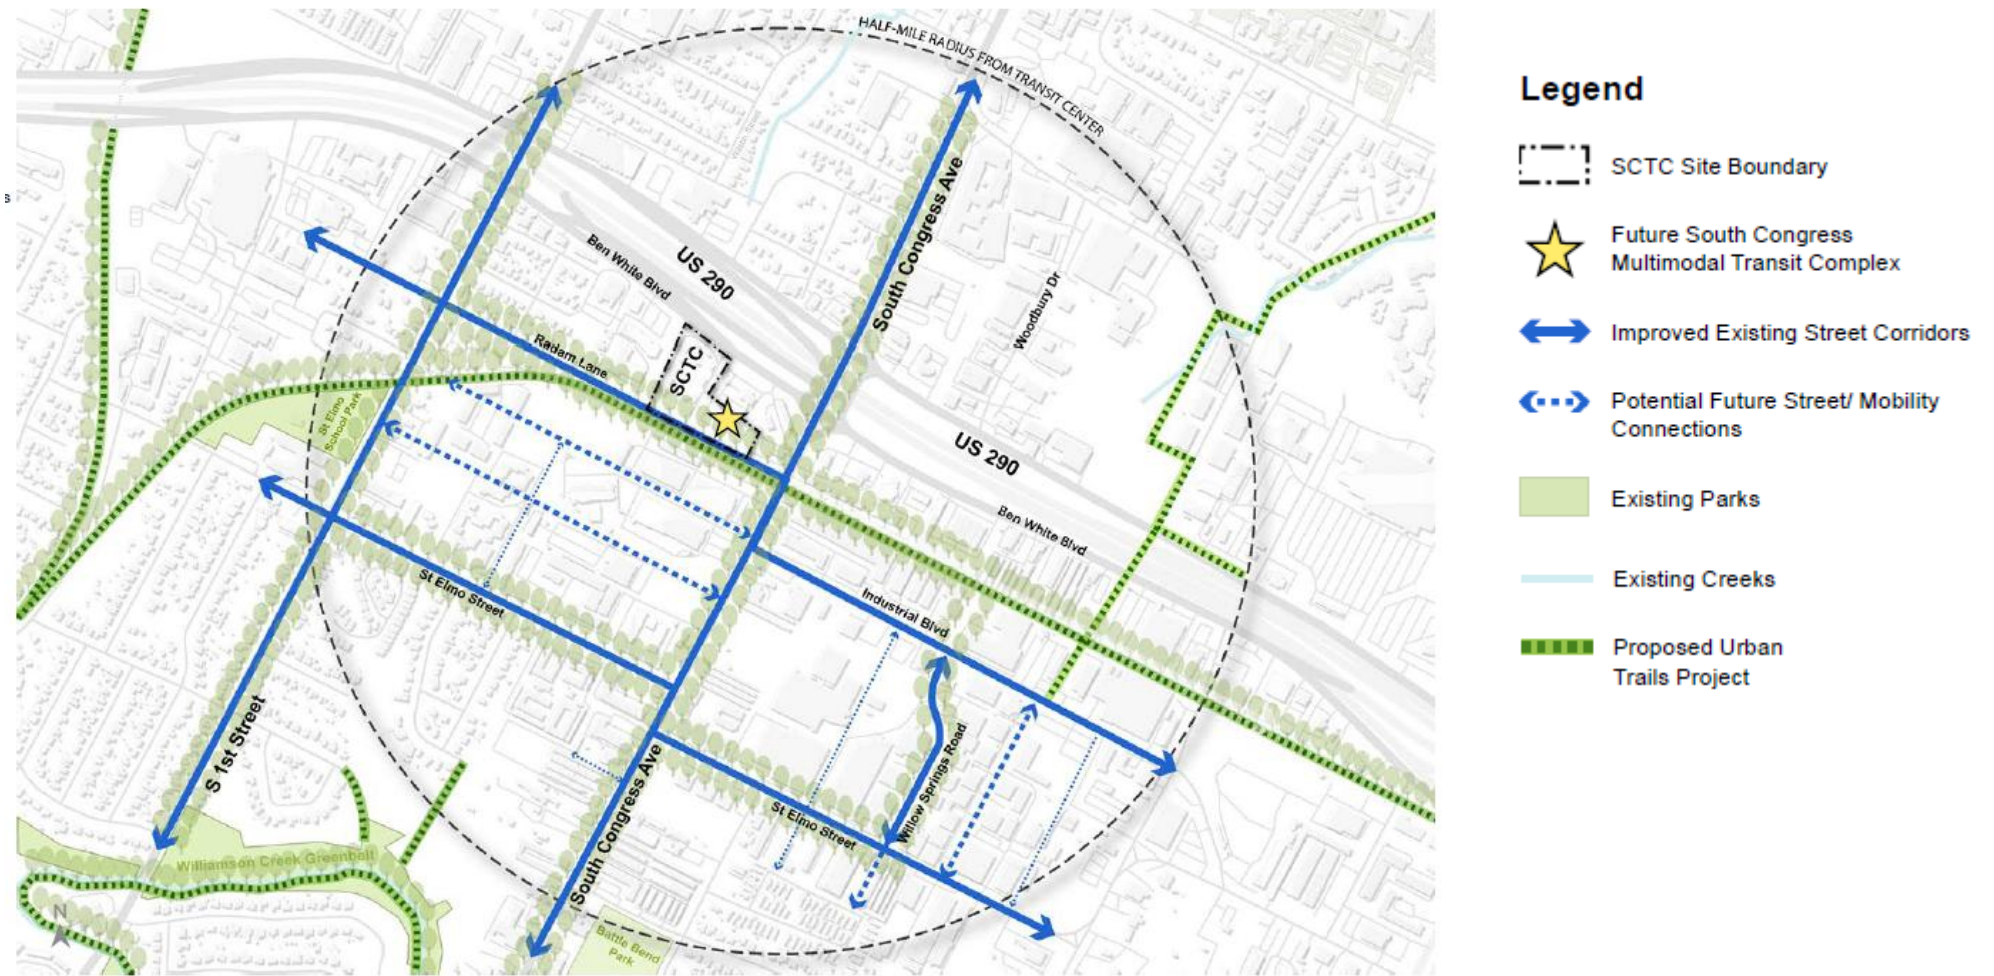 HALF-MILE RADIUS FROM TRANSIT CENTER
s
South Congress Ave
US 290
Ben White Blvd
Woodbury Dr
Radam Lane
SCTC
St Elmo
School Park
US 290
Ben White Blvd
St Elmo Street
Industrial Blvd
S 1st Street
Willow Springs Road
South Congress Ave
St Elmo Street
Williamson Creek Greenbelt
N
Battle Bend
Park
Legend
SCTC Site Boundary
Future South Congress
Multimodal Transit Complex
Improved Existing Street Corridors
Potential Future Street/ Mobility
Connections
Existing Parks
Existing Creeks
Proposed Urban
Trails Project